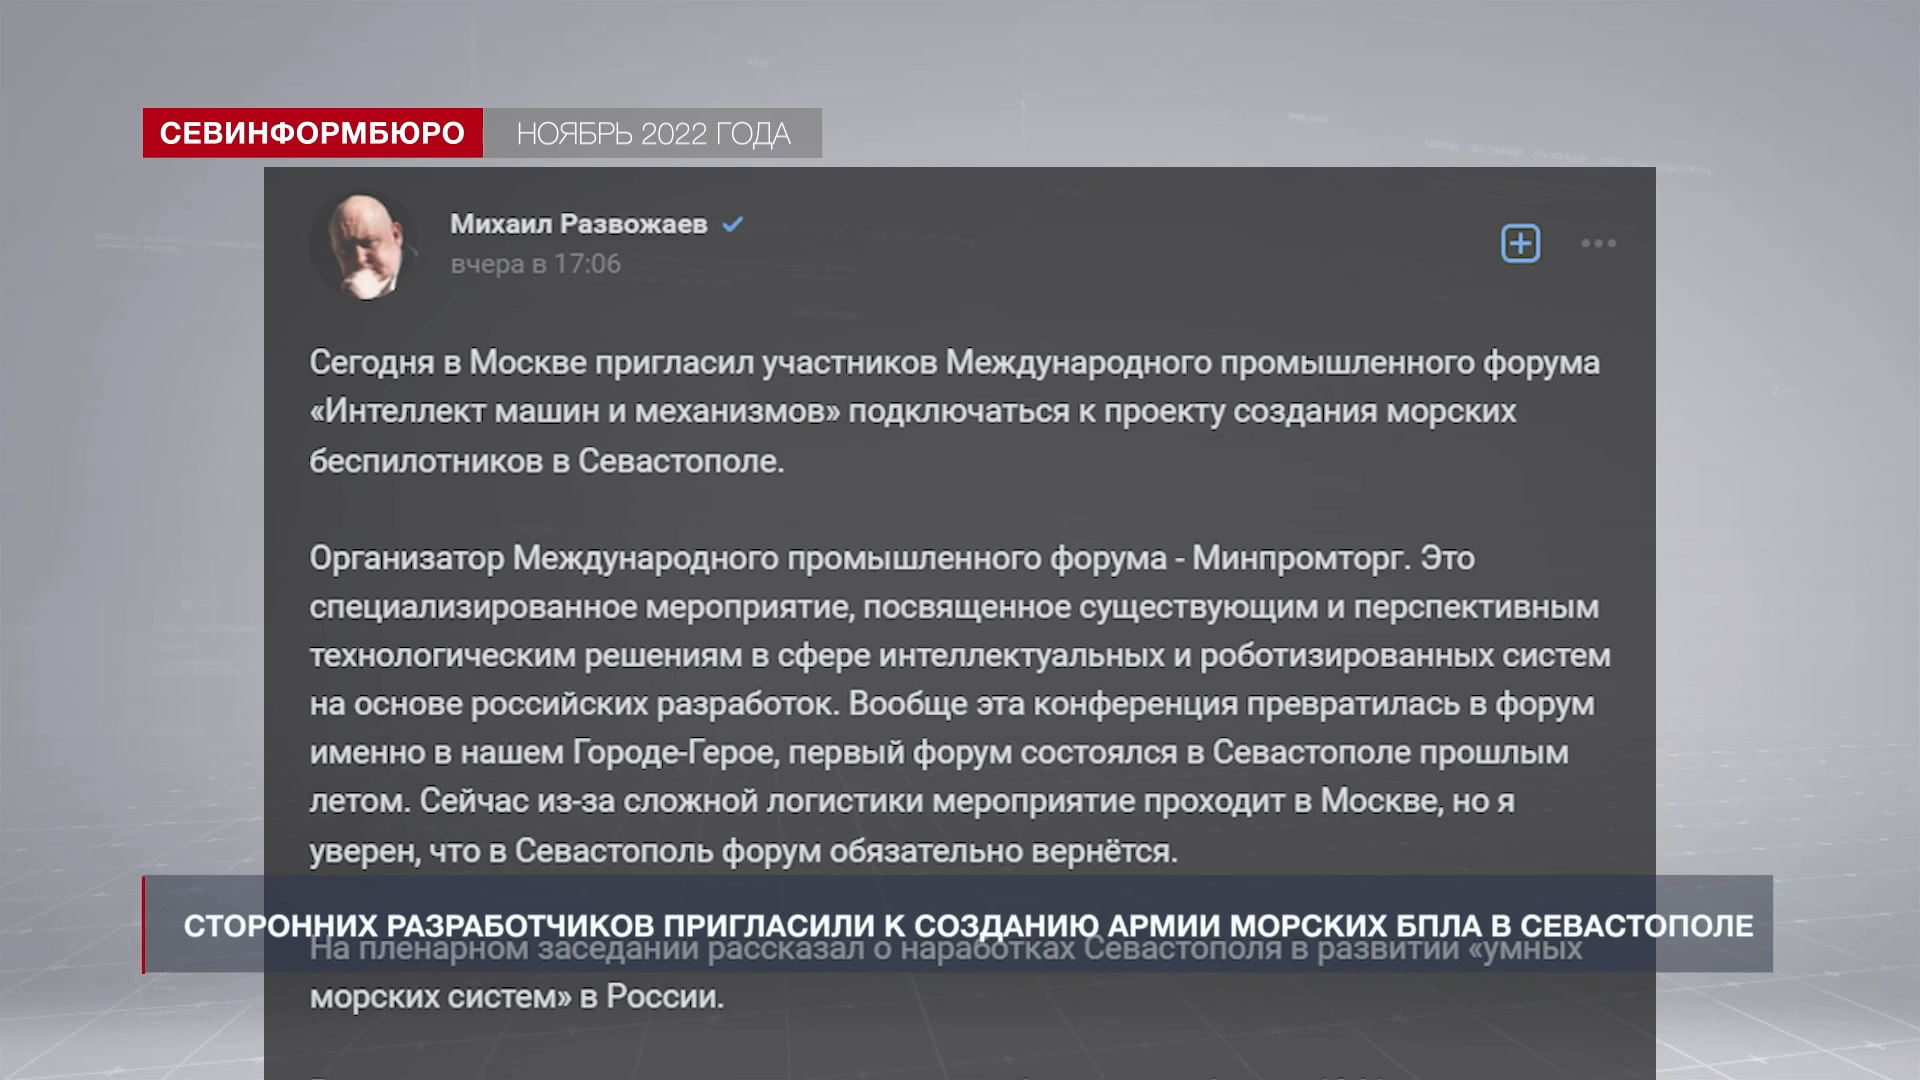 СЕВИНФОРМБЮРО НОЯБРЬ 2022 ГОДА
Михаил Развожаев
вчера в 17:06
Сегодня в Москве пригласил участников Международного промышленного форума
«Интеллект машин и механизмов» подключаться к проекту создания морских
беспилотников в Севастополе.
Организатор Международного промышленного форума - Минпромторг. Это
специализированное мероприятие, посвященное существующим и перспективным
технологическим решениям в сфере интеллектуальных и роботизированных систем
на основе российских разработок. Вообще эта конференция превратилась в форум
именно в нашем Городе-Герое, первый форум состоялся в Севастополе прошлым
летом. Сейчас из-за сложной логистики мероприятие проходит в Москве, но я
уверен, что в Севастополь форум обязательно вернётся.
СТОРОННИХ РАЗРАБОТЧИКОВ ПРИГЛАСИЛИ К СОЗДАНИЮ АРМИИ МОРСКИХ БПЛА В СЕВАСТОПОЛЕ
На пленарном заседании рассказал о наработках Севастополя в развитии «умных
морских систем» в России.